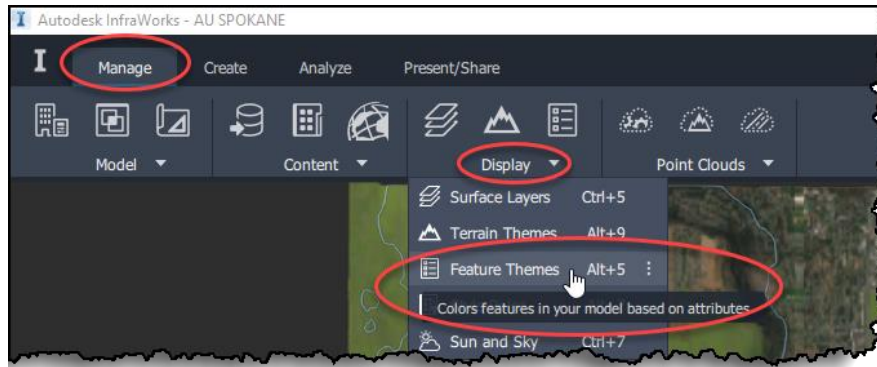 Autodesk InfraWorks - AU SPOKANE
I Manage Create Analyze Present/Share
Model Content Display Point Clouds
Surface Layers Ctrl+5
Terrain Themes Alt+9
Feature Themes Alt+5
Colors features in your model based on attributes
Sun and Sky Ctrl+7